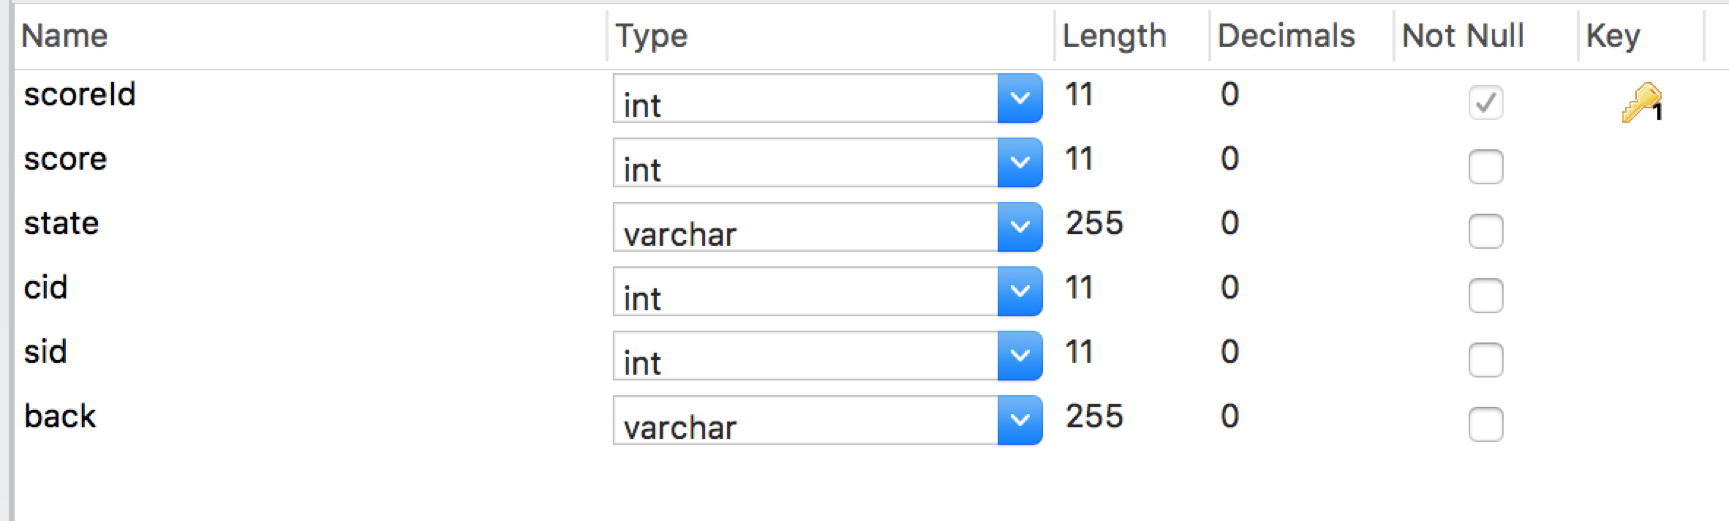 Name Type Length Decimals Not Null Key
scoreId int 11 0 1
score int 11 0
state varchar 255 0
cid int 11 0
sid int 11 0
back varchar 255 0